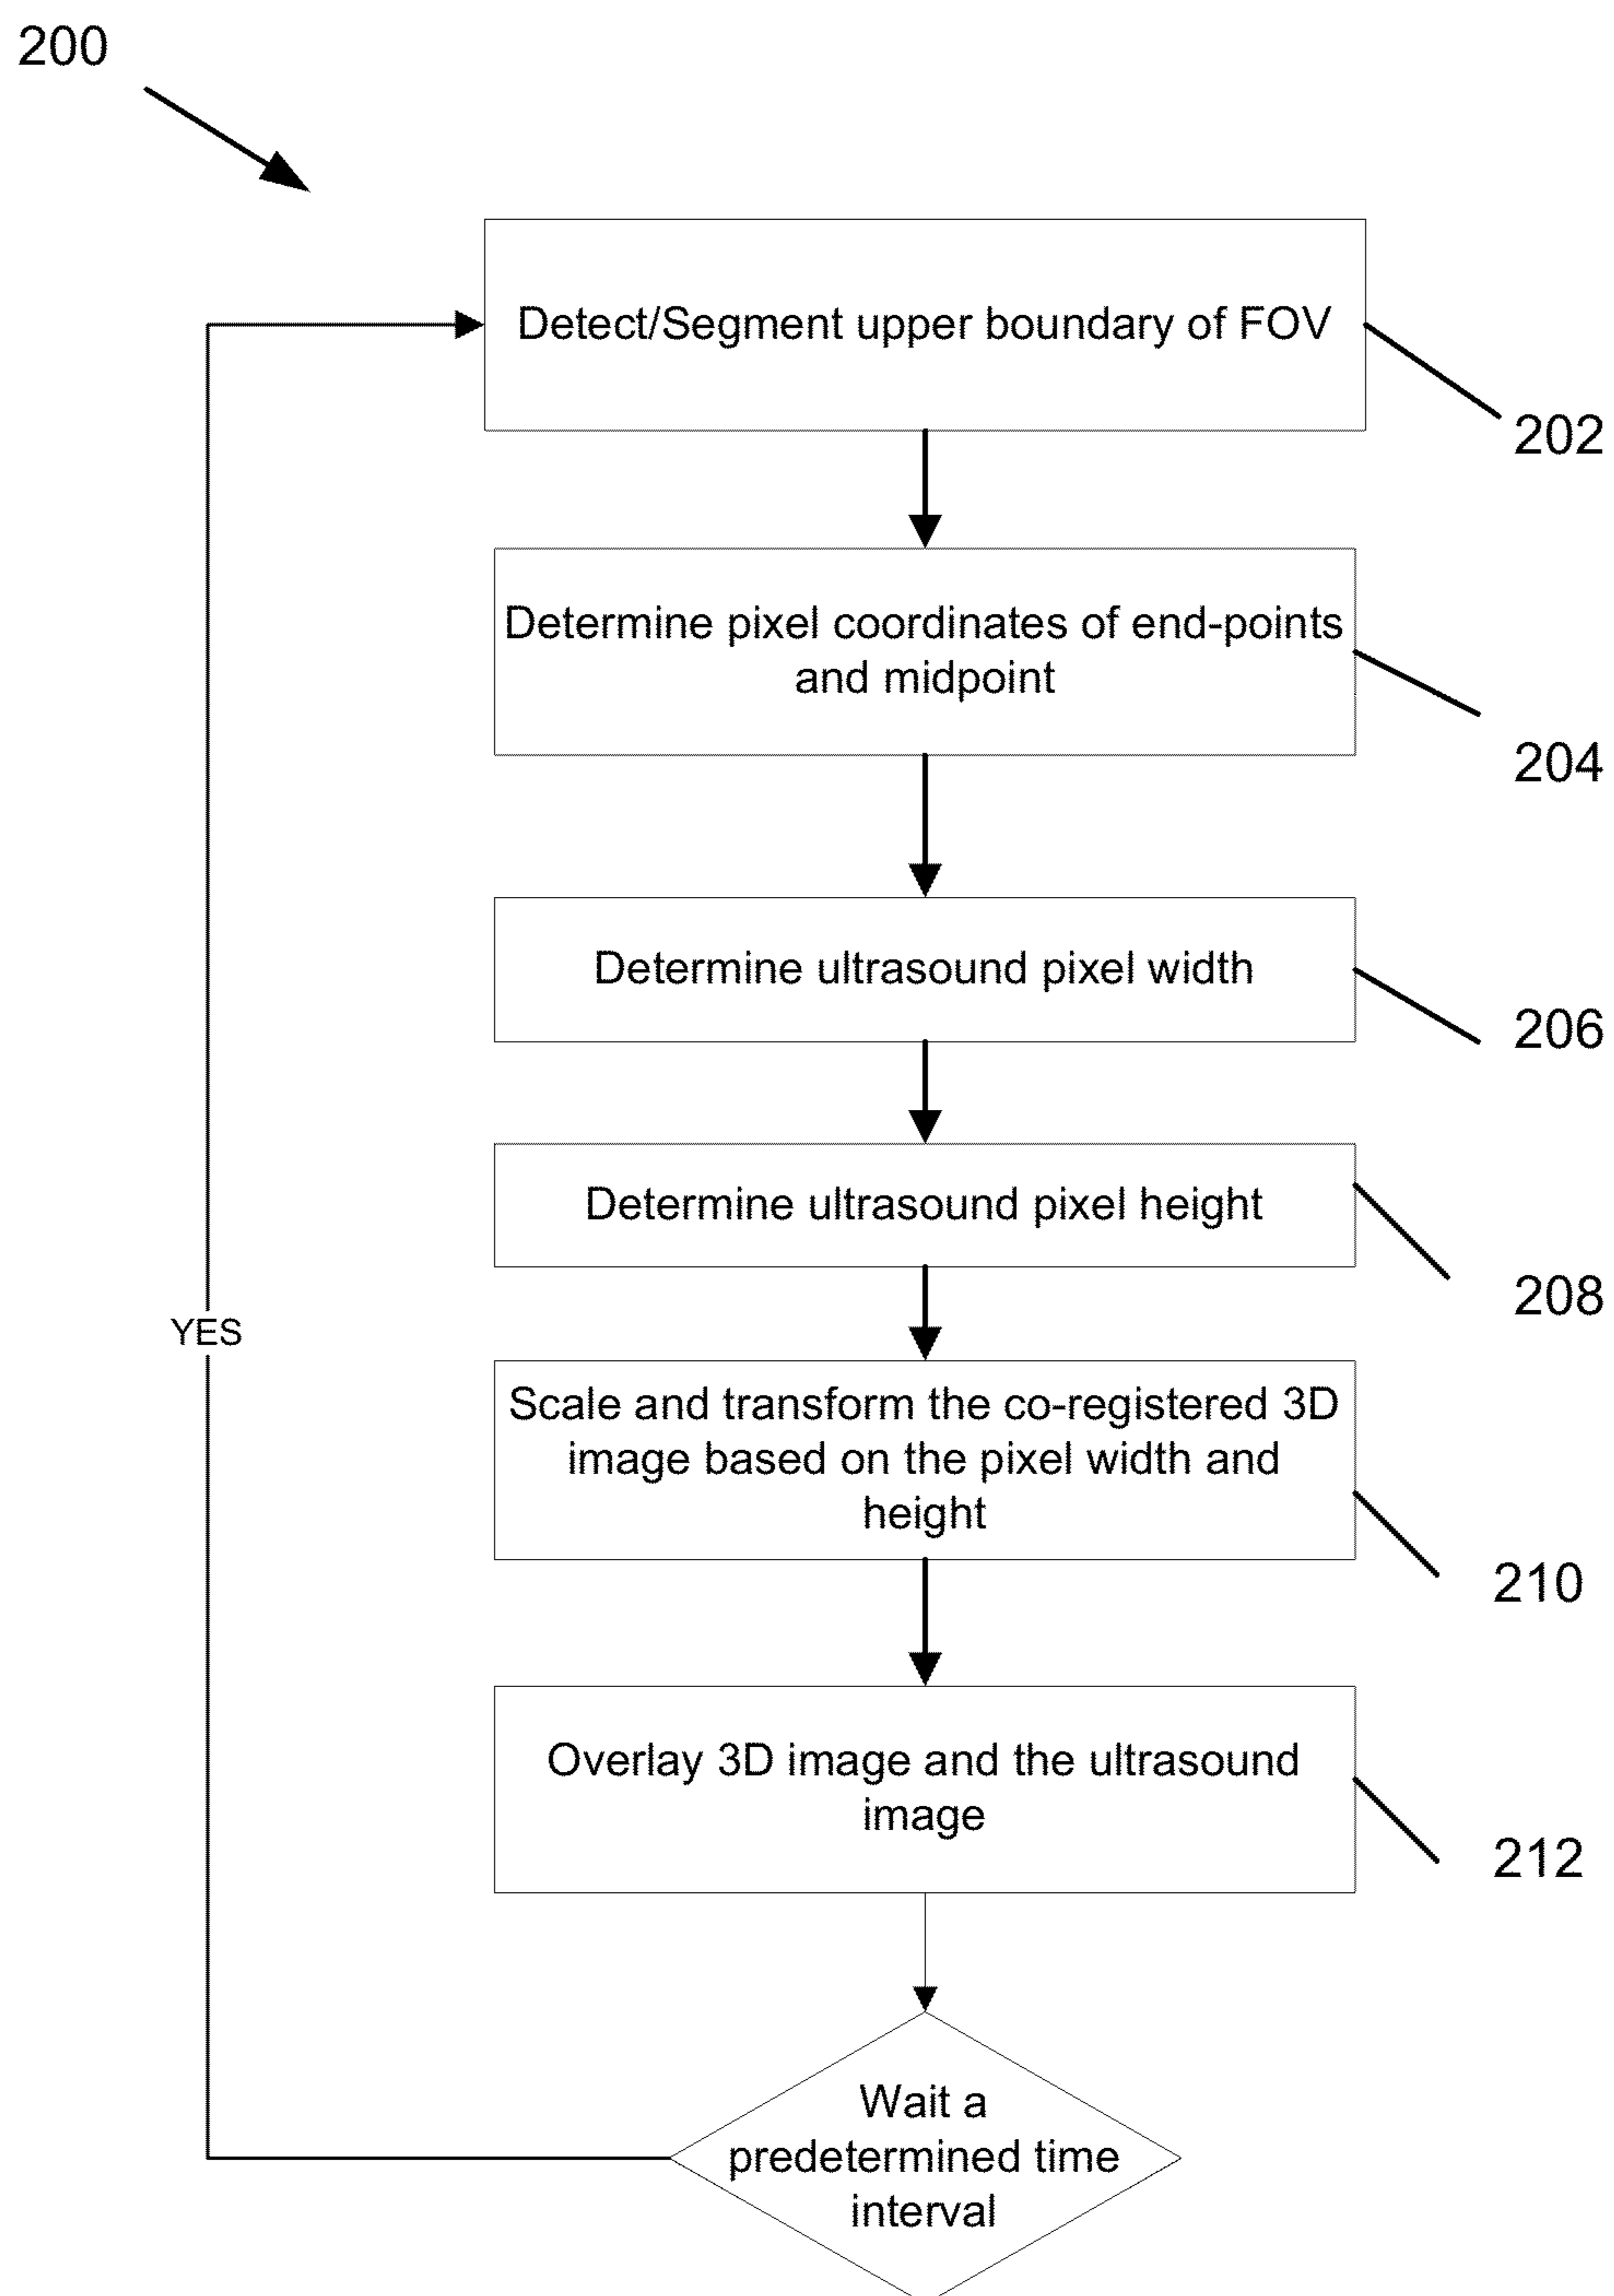 200
Detect/Segment upper boundary of FOV
202
Determine pixel coordinates of end-points
and midpoint
204
Determine ultrasound pixel width
206
Determine ultrasound pixel height
208
YES
Scale and transform the co-registered 3D
image based on the pixel width and
height
210
Overlay 3D image and the ultrasound
image
212
Wait a
predetermined time
interval